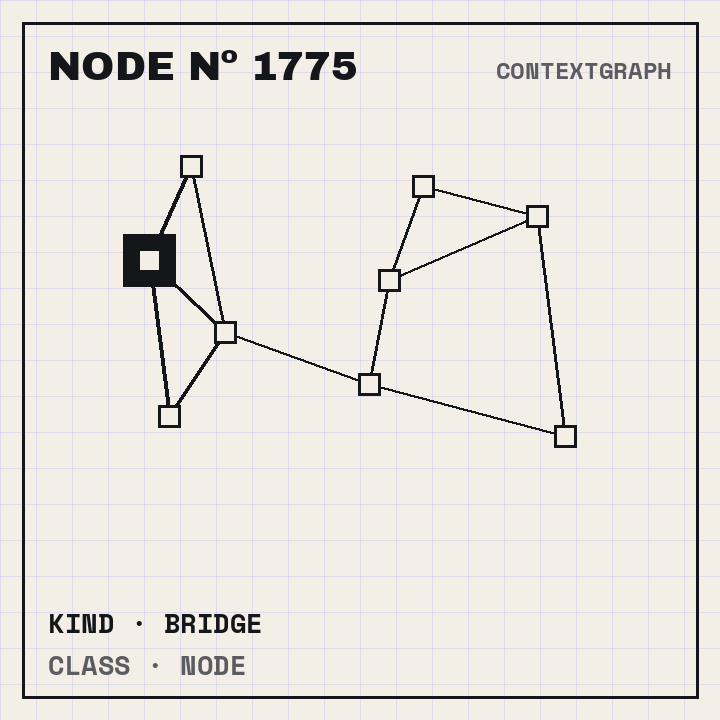 NODE Nº 1775
CONTEXTGRAPH
KIND · BRIDGE
CLASS · NODE